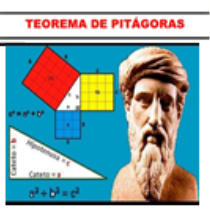 TEOREMA DE PITÁGORAS
a² = b² + c²
Hipotenusa = c
Cateto = b
Cateto = a
a² + b² = c²